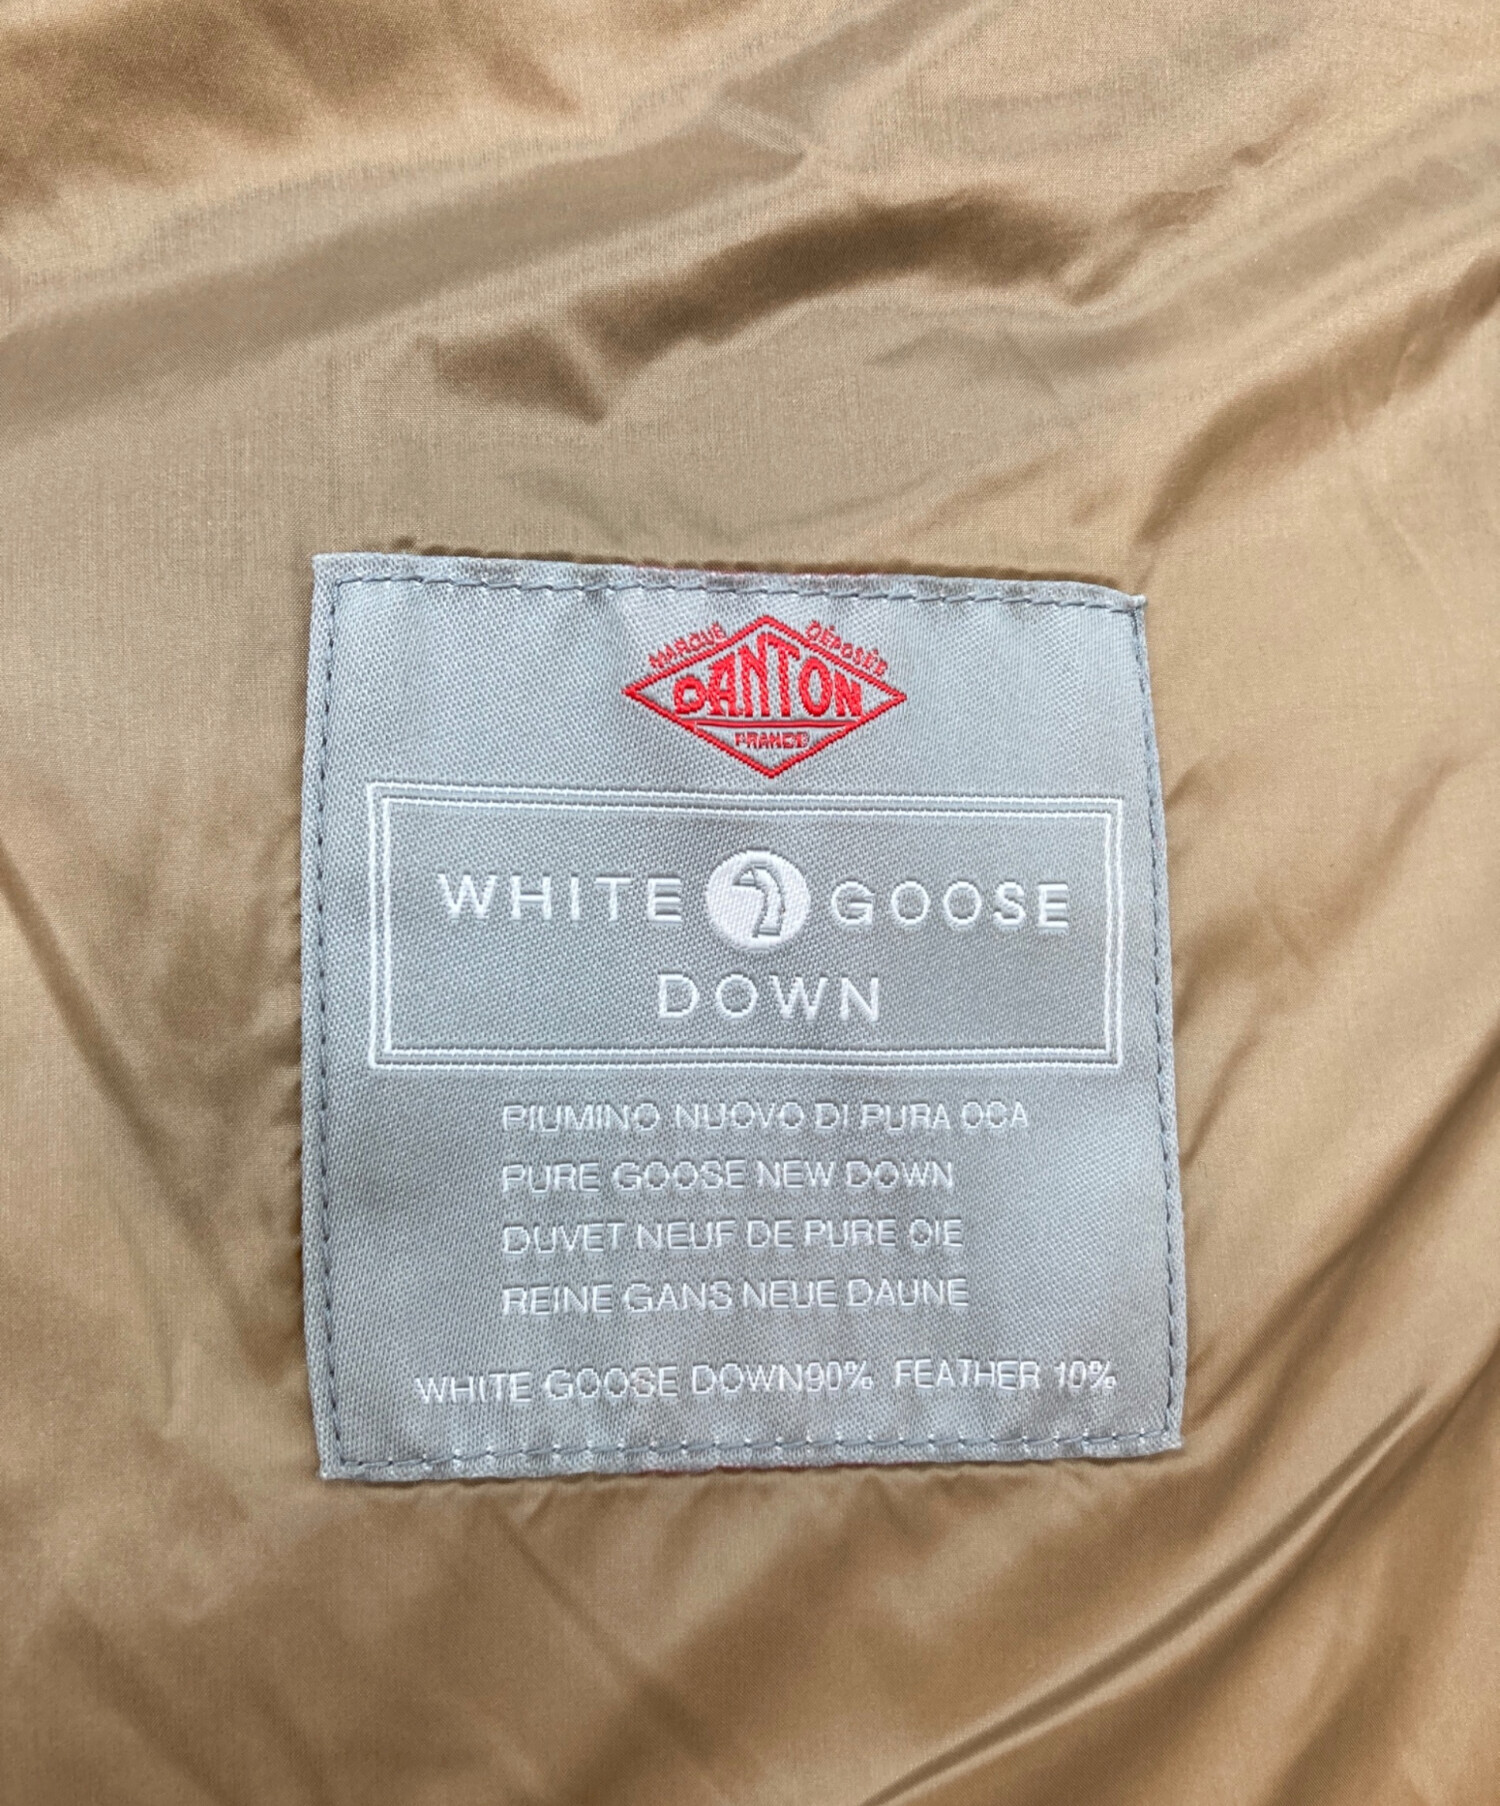 MARQUE DÉPOSÉE
DANTON
FRANCE
WHITE GOOSE
DOWN
PIUMINO NUOVO DI PURA OCA
PURE GOOSE NEW DOWN
DUVET NEUF DE PURE OIE
REINE GANS NEUE DAUNE
WHITE GOOSE DOWN90% FEATHER 10%